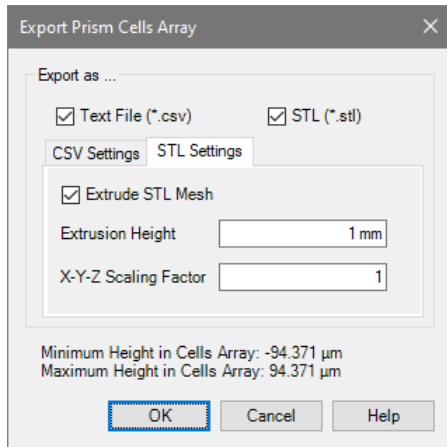 Export Prism Cells Array
Export as ...
Text File (*.csv) STL (*.stl)
CSV Settings STL Settings
Extrude STL Mesh
Extrusion Height 1 mm
X-Y-Z Scaling Factor 1
Minimum Height in Cells Array: -94.371 µm
Maximum Height in Cells Array: 94.371 µm
OK Cancel Help